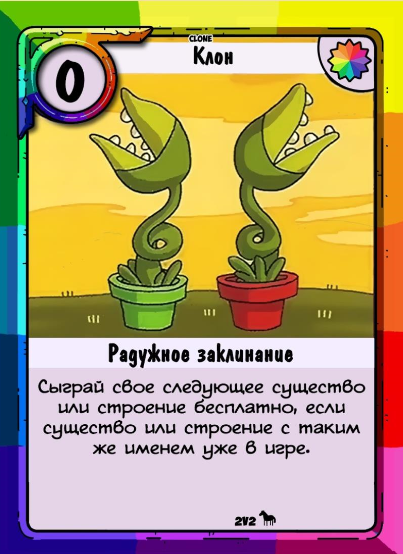 CLONE
Клон
0
Радужное заклинание
Сыграй свое следующее существо
или строение бесплатно, если
существо или строение с таким
же именем уже в игре.
2V2